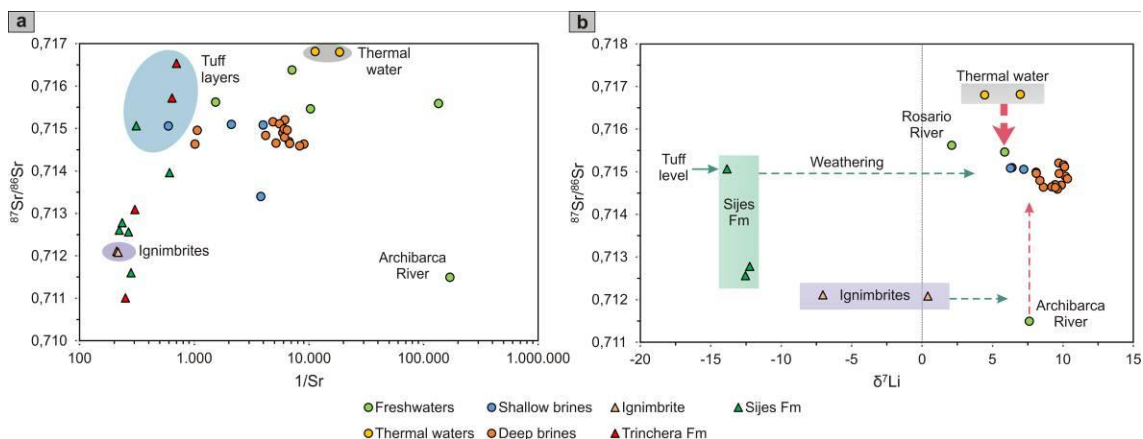 a
0,717
0,716
0,715
0,714
0,713
0,712
0,711
0,710
⁸⁷Sr/⁸⁶Sr
100
1.000
10.000
100.000
1.000.000
1/Sr
Tuff
layers
Thermal
water
Ignimbrites
Archibarca
River
b
0,718
0,717
0,716
0,715
0,714
0,713
0,712
0,711
⁸⁷Sr/⁸⁶Sr
-20
-15
-10
-5
0
5
10
15
δ⁷Li
Thermal water
Rosario
River
Tuff
level
Weathering
Sijes
Fm
Ignimbrites
Archibarca
River
Freshwaters
Shallow brines
Ignimbrite
Sijes Fm
Thermal waters
Deep brines
Trinchera Fm